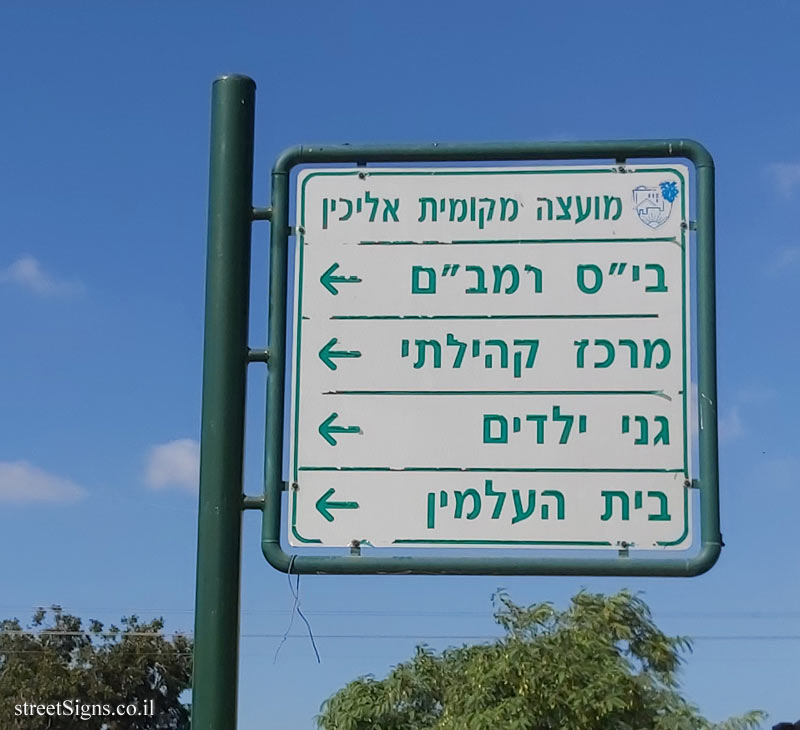 מועצה מקומית אליכין
בי"ס ומב"ם
מרכז קהילתי
גני ילדים
בית העלמין
streetSigns.co.il